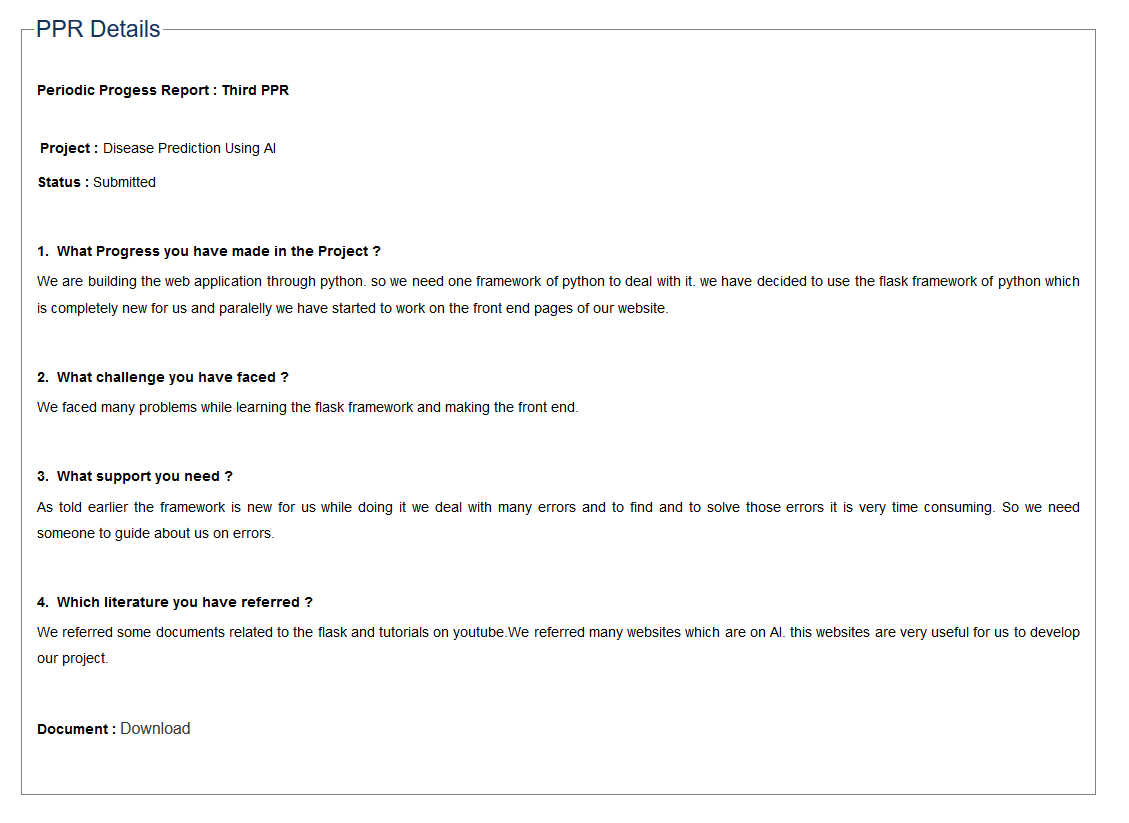 PPR Details
Periodic Progess Report : Third PPR
Project : Disease Prediction Using AI
Status : Submitted
1. What Progress you have made in the Project ?
We are building the web application through python. so we need one framework of python to deal with it. we have decided to use the flask framework of python which
is completely new for us and paralelly we have started to work on the front end pages of our website.
2. What challenge you have faced ?
We faced many problems while learning the flask framework and making the front end.
3. What support you need ?
As told earlier the framework is new for us while doing it we deal with many errors and to find and to solve those errors it is very time consuming. So we need
someone to guide about us on errors.
4. Which literature you have referred ?
We referred some documents related to the flask and tutorials on youtube.We referred many websites which are on AI. this websites are very useful for us to develop
our project.
Document : Download